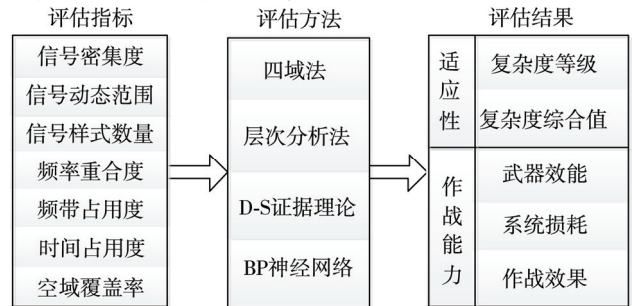 评估指标
信号密集度
信号动态范围
信号样式数量
频率重合度
频带占用度
时间占用度
空域覆盖率
评估方法
四域法
层次分析法
D-S证据理论
BP神经网络
评估结果
适应性
复杂度等级
复杂度综合值
作战能力
武器效能
系统损耗
作战效果